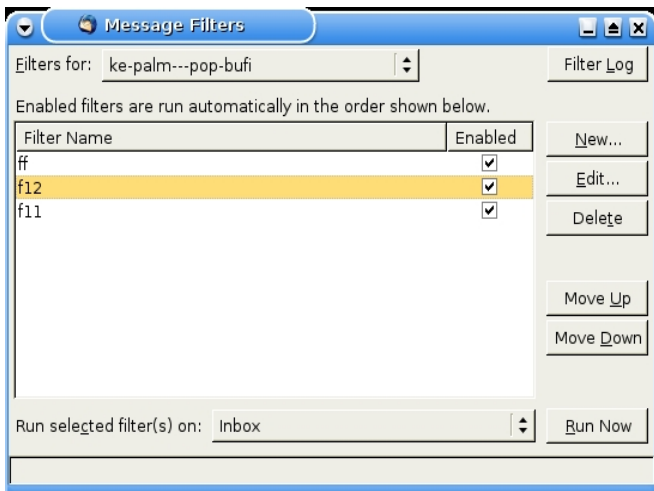 Message Filters
Filters for: ke-palm---pop-bufi Filter Log
Enabled filters are run automatically in the order shown below.
Filter Name Enabled New...
ff
f12 Edit...
f11 Delete
Move Up
Move Down
Run selected filter(s) on: Inbox Run Now